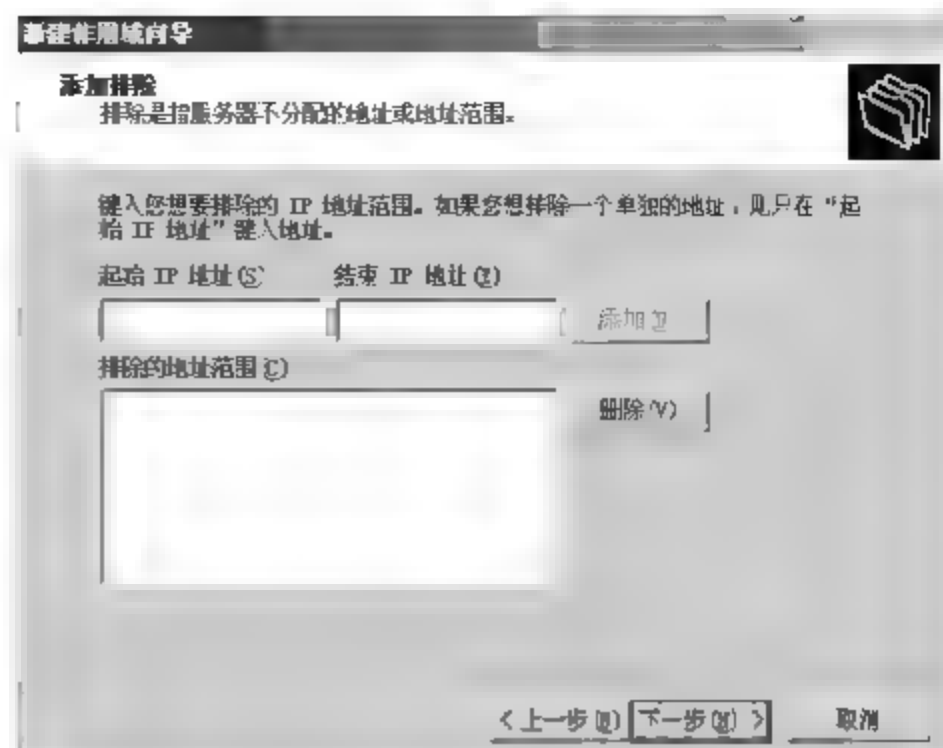 新建作用域向导
添加排除
排除是指服务器不分配的地址或地址范围。
键入您想要排除的 IP 地址范围。如果您想排除一个单独的地址，则只在“起
始 IP 地址”键入地址。
起始 IP 地址(S) 结束 IP 地址(E)
添加(D)
排除的地址范围(C)
删除(V)
< 上一步(B) 下一步(N) > 取消